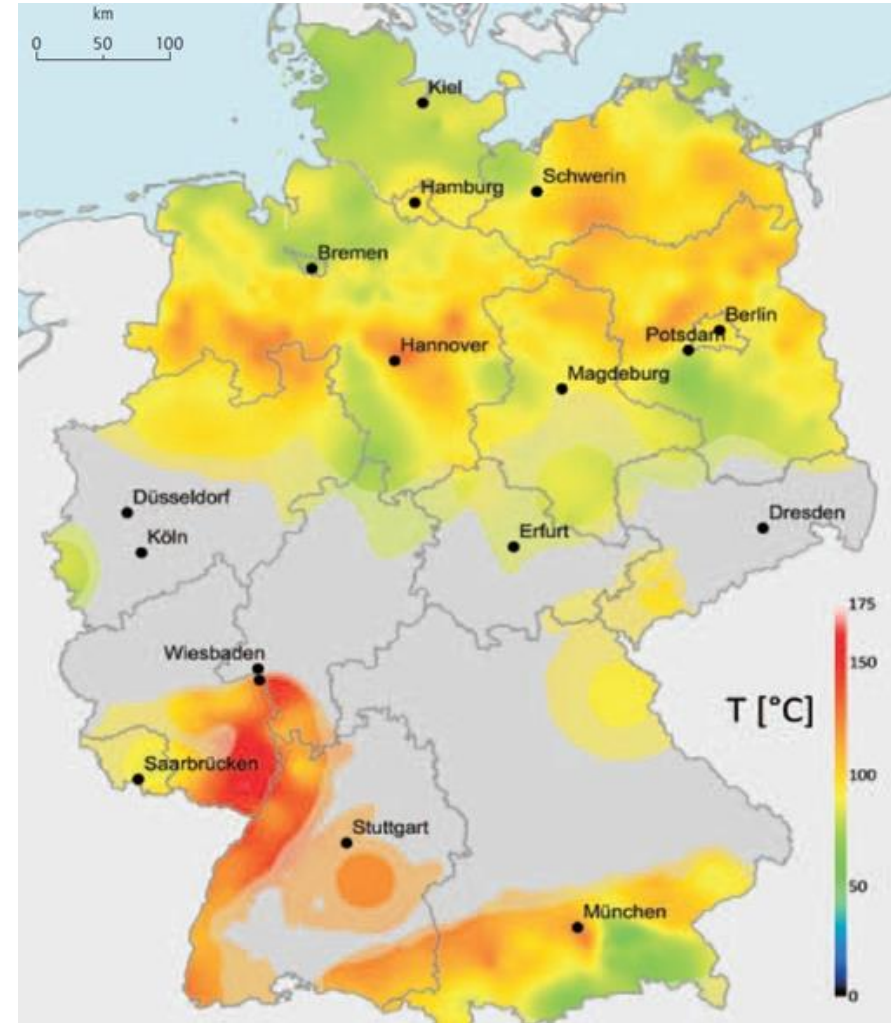 km
0 50 100
Kiel
Hamburg
Schwerin
Bremen
Berlin
Potsdam
Hannover
Magdeburg
Düsseldorf
Köln
Erfurt
Dresden
Wiesbaden
Saarbrücken
Stuttgart
München
T [°C]
175
150
100
50
0